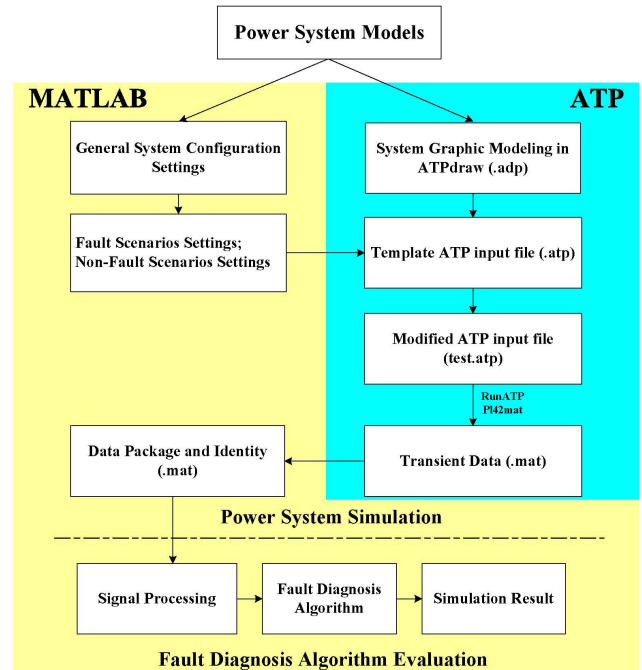 Power System Models
MATLAB
ATP
General System Configuration
Settings
System Graphic Modeling in
ATPdraw (.adp)
Fault Scenarios Settings;
Non-Fault Scenarios Settings
Template ATP input file (.atp)
Modified ATP input file
(test.atp)
RunATP
Pl42mat
Data Package and Identity
(.mat)
Transient Data (.mat)
Power System Simulation
Signal Processing
Fault Diagnosis
Algorithm
Simulation Result
Fault Diagnosis Algorithm Evaluation